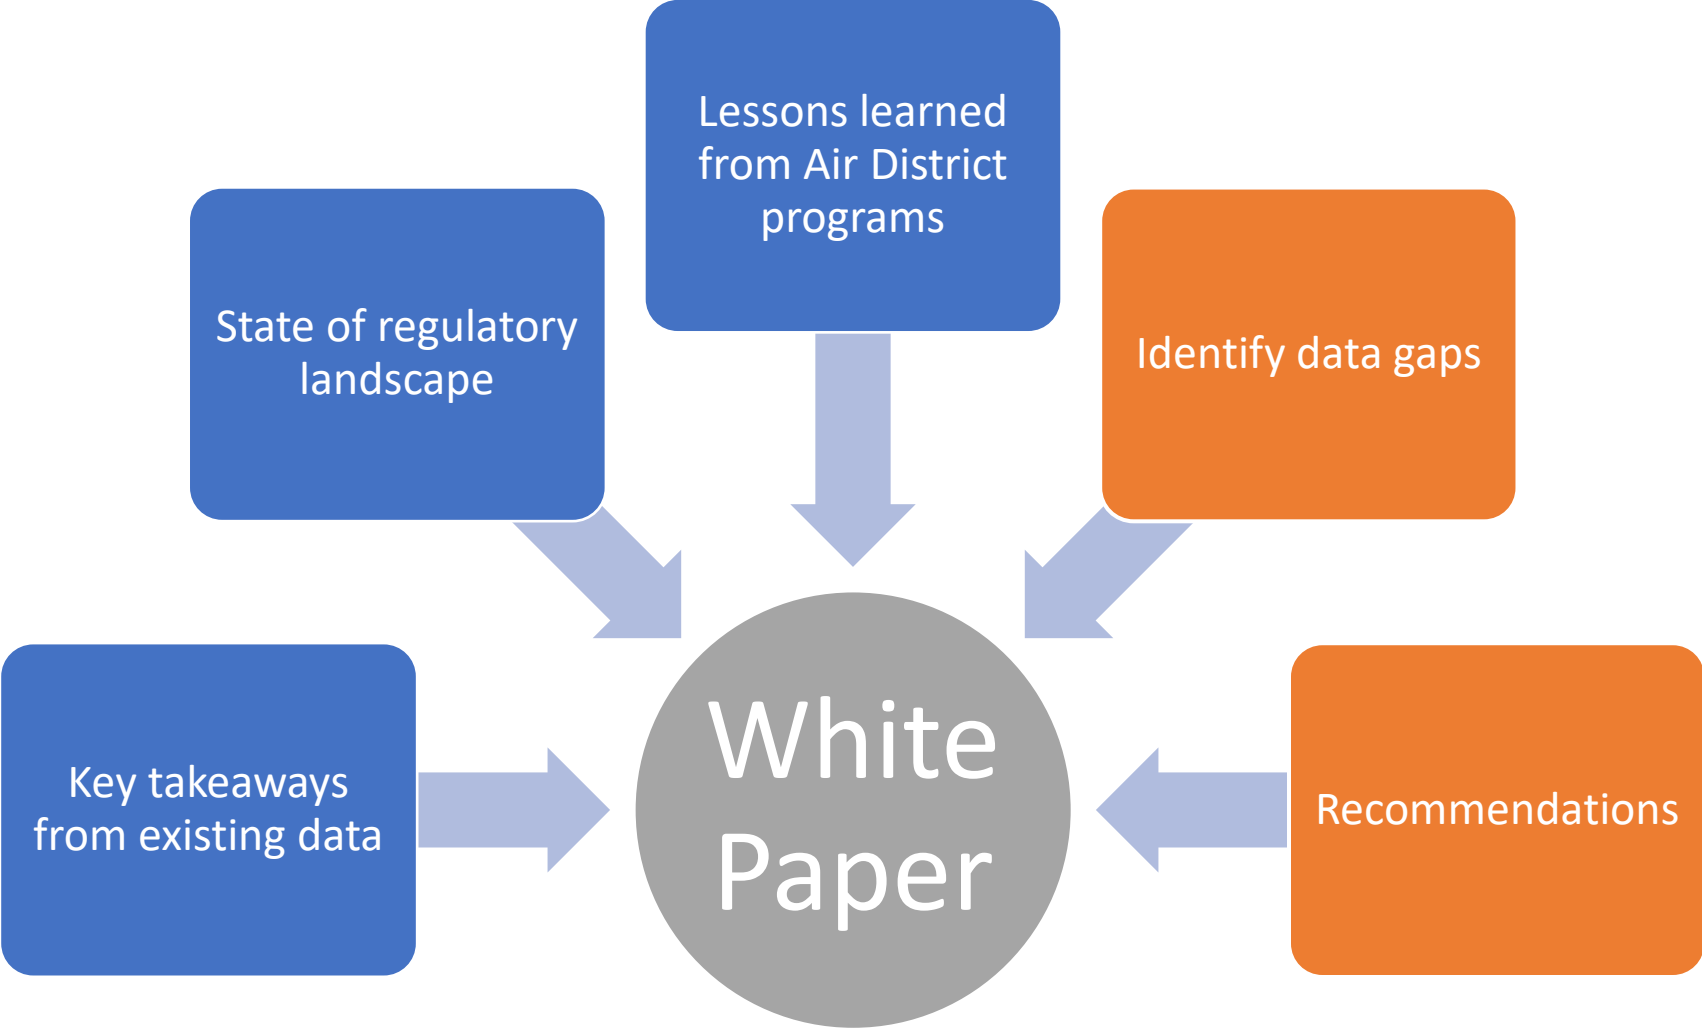 Lessons learned
from Air District
programs
State of regulatory
landscape
Identify data gaps
Key takeaways
from existing data
White
Paper
Recommendations